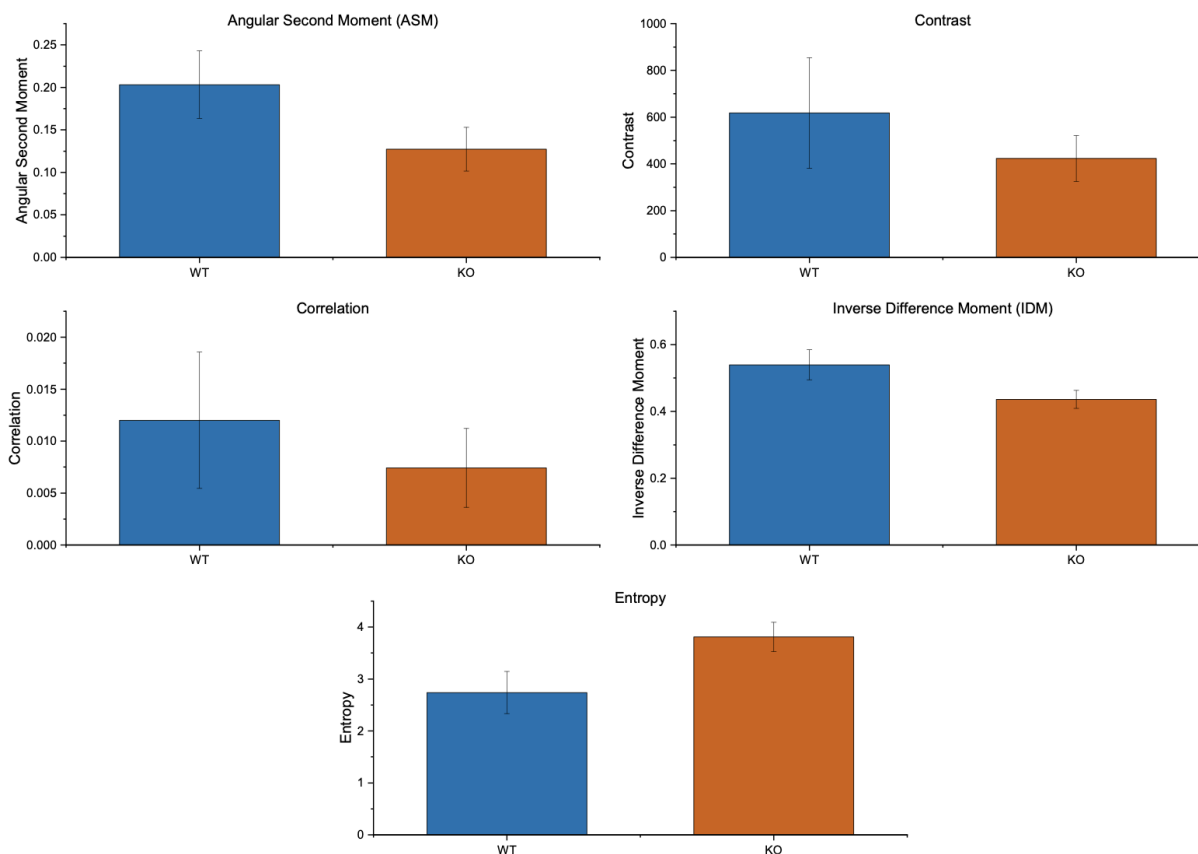 Angular Second Moment (ASM)
Angular Second Moment
0.25
0.20
0.15
0.10
0.05
0.00
WT
KO
Contrast
Contrast
1000
800
600
400
200
0
WT
KO
Correlation
Correlation
0.020
0.015
0.010
0.005
0.000
WT
KO
Inverse Difference Moment (IDM)
Inverse Difference Moment
0.6
0.4
0.2
0.0
WT
KO
Entropy
Entropy
4
3
2
1
0
WT
KO